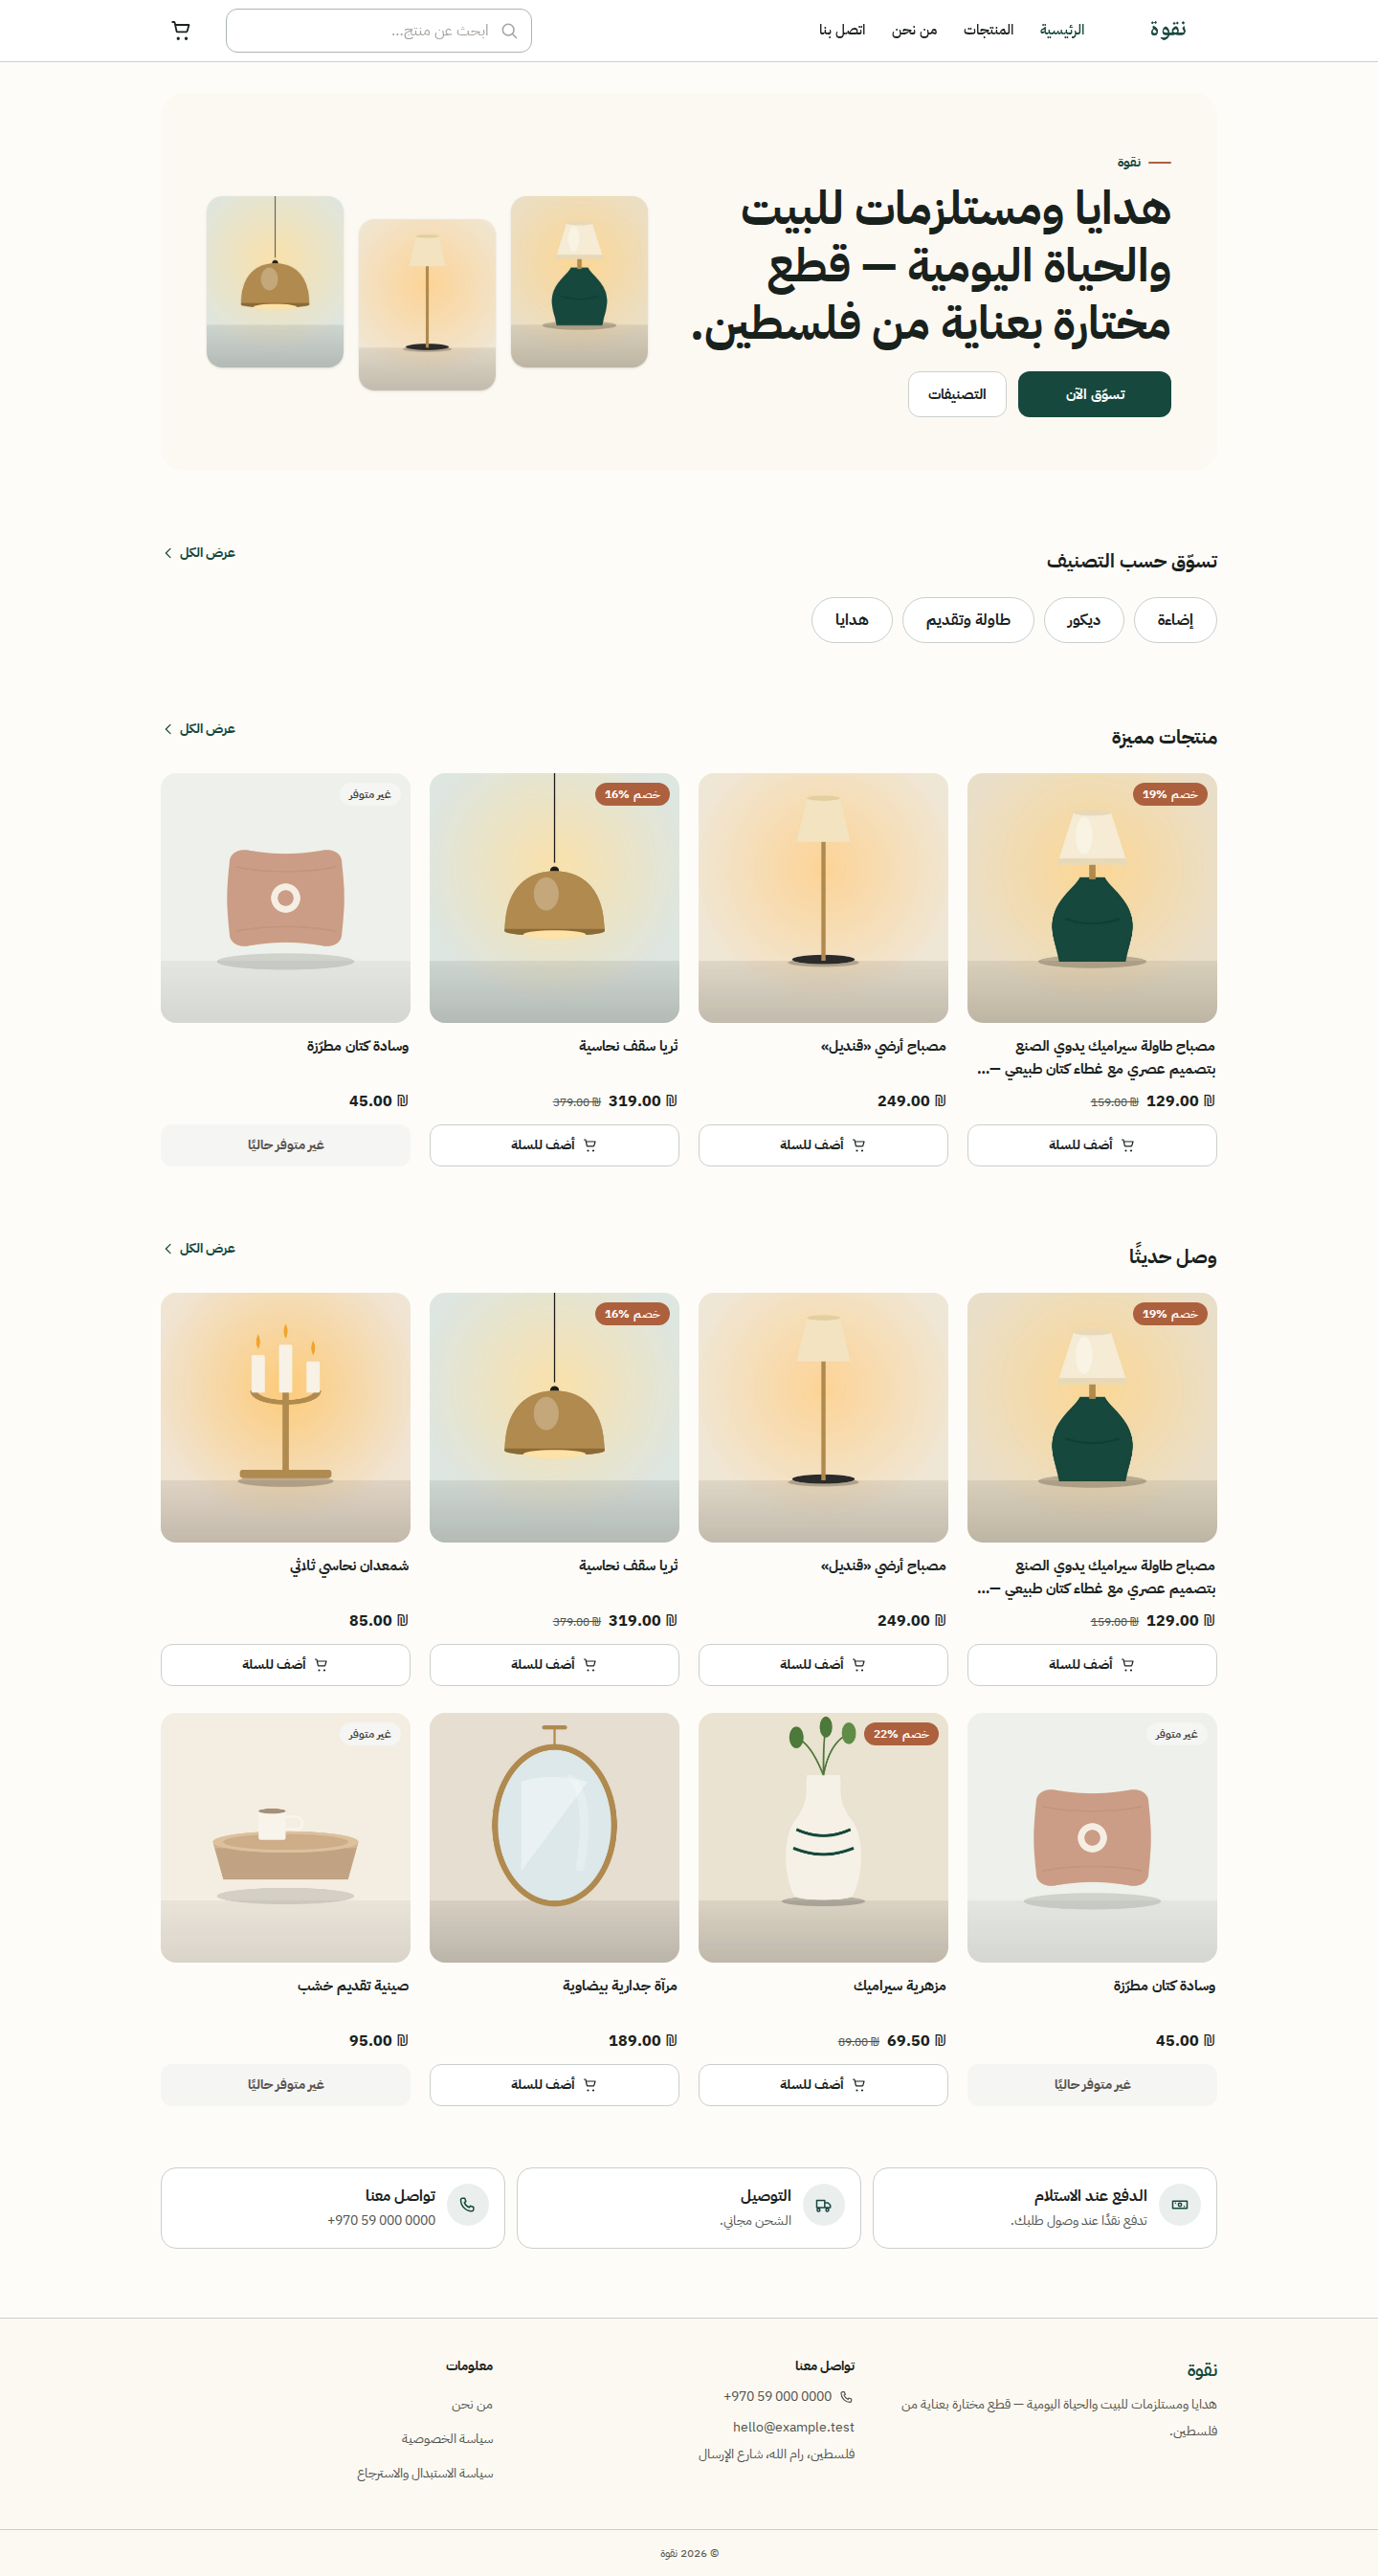 نقوة
الرئيسية
المنتجات
من نحن
اتصل بنا
ابحث عن منتج...
نقوة
هدايا ومستلزمات للبيت
والحياة اليومية — قطع
مختارة بعناية من فلسطين.
تسوّق الآن
التصنيفات
تسوّق حسب التصنيف
عرض الكل
إضاءة
ديكور
طاولة وتقديم
هدايا
منتجات مميزة
عرض الكل
خصم 19%
مصباح طاولة سيراميك يدوي الصنع
بتصميم عصري مع غطاء كتان طبيعي —...
₪ 129.00 ₪ 159.00
أضف للسلة
مصباح أرضي «قنديل»
₪ 249.00
أضف للسلة
خصم 16%
ثريا سقف نحاسية
₪ 319.00 ₪ 379.00
أضف للسلة
غير متوفر
وسادة كتان مطرّزة
₪ 45.00
غير متوفر حاليًا
وصل حديثًا
عرض الكل
خصم 19%
مصباح طاولة سيراميك يدوي الصنع
بتصميم عصري مع غطاء كتان طبيعي —...
₪ 129.00 ₪ 159.00
أضف للسلة
مصباح أرضي «قنديل»
₪ 249.00
أضف للسلة
خصم 16%
ثريا سقف نحاسية
₪ 319.00 ₪ 379.00
أضف للسلة
شمعدان نحاسي ثلاثي
₪ 85.00
أضف للسلة
غير متوفر
وسادة كتان مطرّزة
₪ 45.00
غير متوفر حاليًا
خصم 22%
مزهرية سيراميك
₪ 69.50 ₪ 89.00
أضف للسلة
مرآة جدارية بيضاوية
₪ 189.00
أضف للسلة
غير متوفر
صينية تقديم خشب
₪ 95.00
غير متوفر حاليًا
الدفع عند الاستلام
تدفع نقدًا عند وصول طلبك.
التوصيل
الشحن مجاني.
تواصل معنا
+970 59 000 0000
نقوة
هدايا ومستلزمات للبيت والحياة اليومية — قطع مختارة بعناية من
فلسطين.
تواصل معنا
+970 59 000 0000
hello@example.test
فلسطين، رام الله، شارع الإرسال
معلومات
من نحن
سياسة الخصوصية
سياسة الاستبدال والاسترجاع
© 2026 نقوة